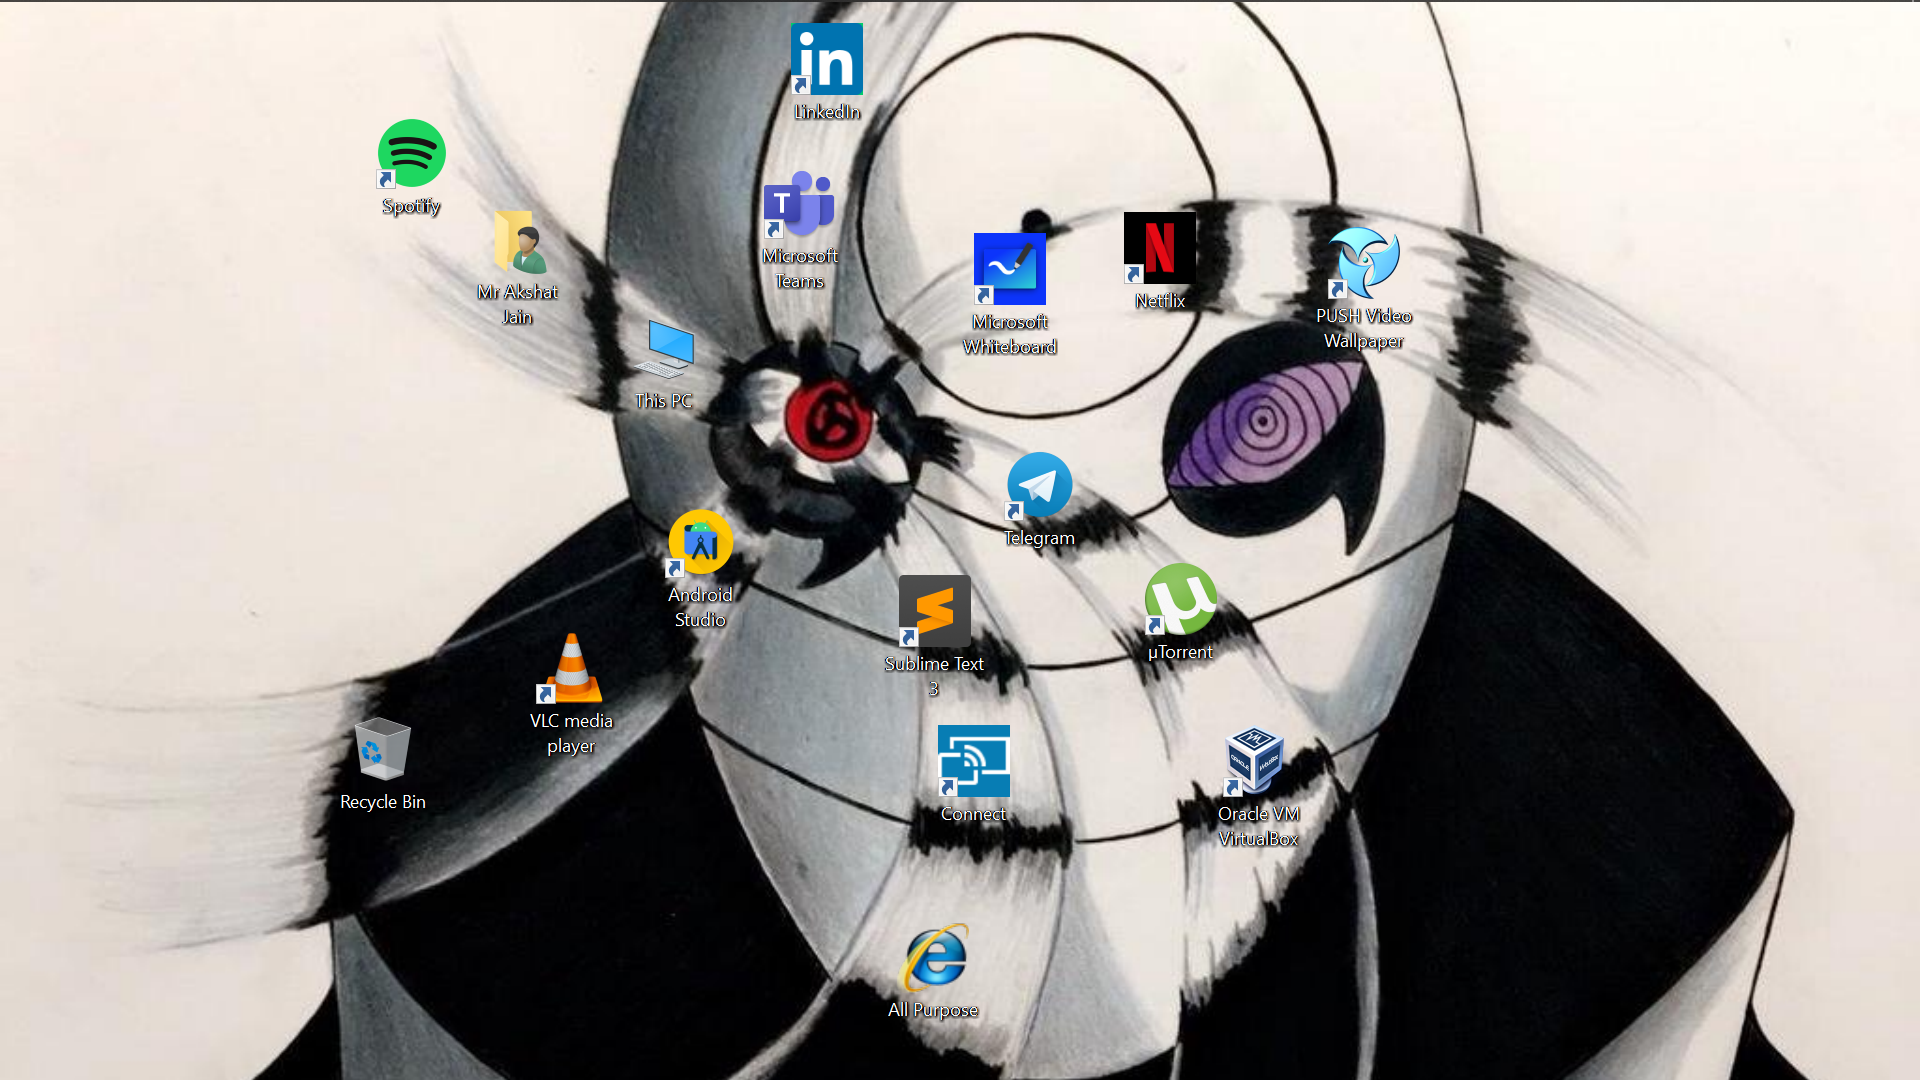 in
LinkedIn
Spotify
T
Microsoft
Teams
Mr Akshat
Jain
Microsoft
Whiteboard
N
Netflix
PUSH Video
Wallpaper
This PC
Telegram
Android
Studio
Sublime Text
3
µ
µTorrent
VLC media
player
Recycle Bin
Connect
Oracle VM
VirtualBox
All Purpose